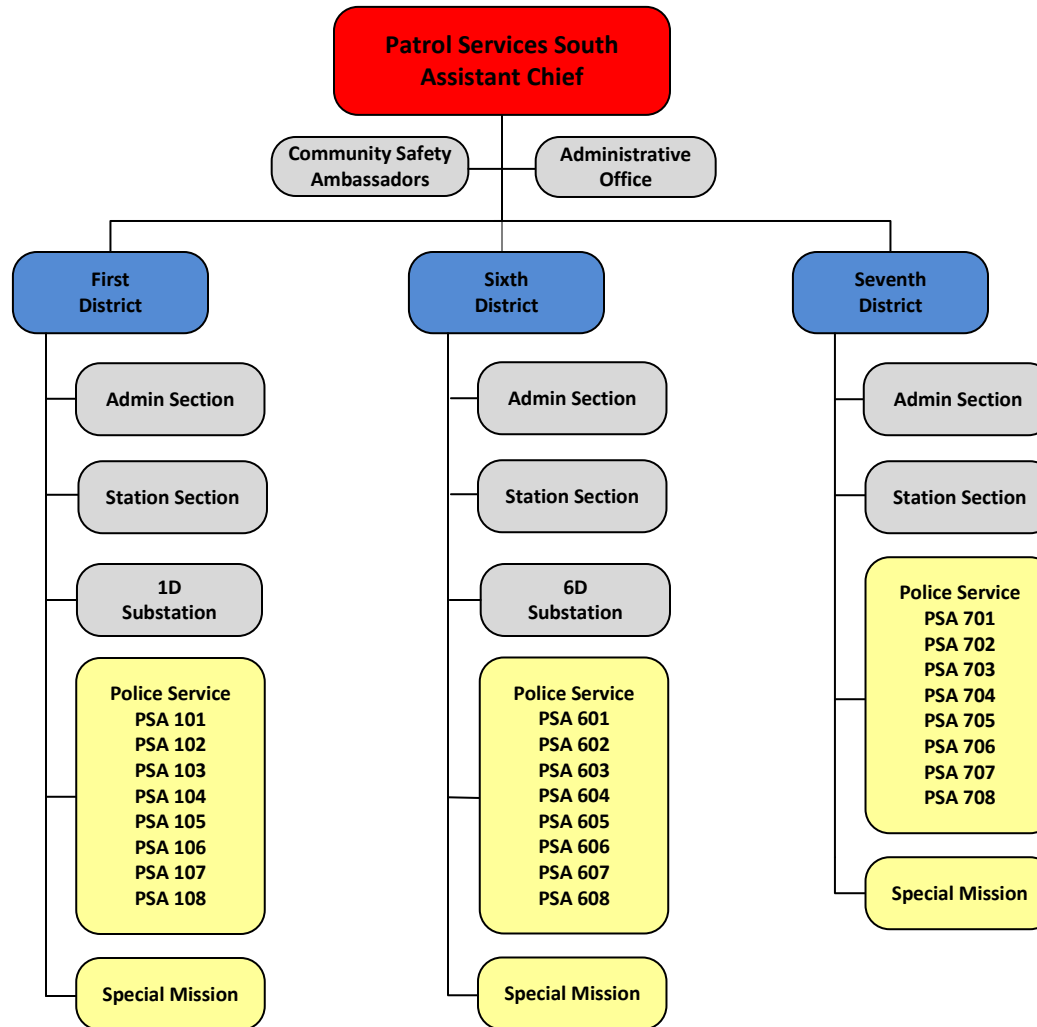 Patrol Services South
Assistant Chief
Community Safety
Ambassadors
Administrative
Office
First
District
Admin Section
Station Section
1D
Substation
Police Service
PSA 101
PSA 102
PSA 103
PSA 104
PSA 105
PSA 106
PSA 107
PSA 108
Special Mission
Sixth
District
Admin Section
Station Section
6D
Substation
Police Service
PSA 601
PSA 602
PSA 603
PSA 604
PSA 605
PSA 606
PSA 607
PSA 608
Special Mission
Seventh
District
Admin Section
Station Section
Police Service
PSA 701
PSA 702
PSA 703
PSA 704
PSA 705
PSA 706
PSA 707
PSA 708
Special Mission